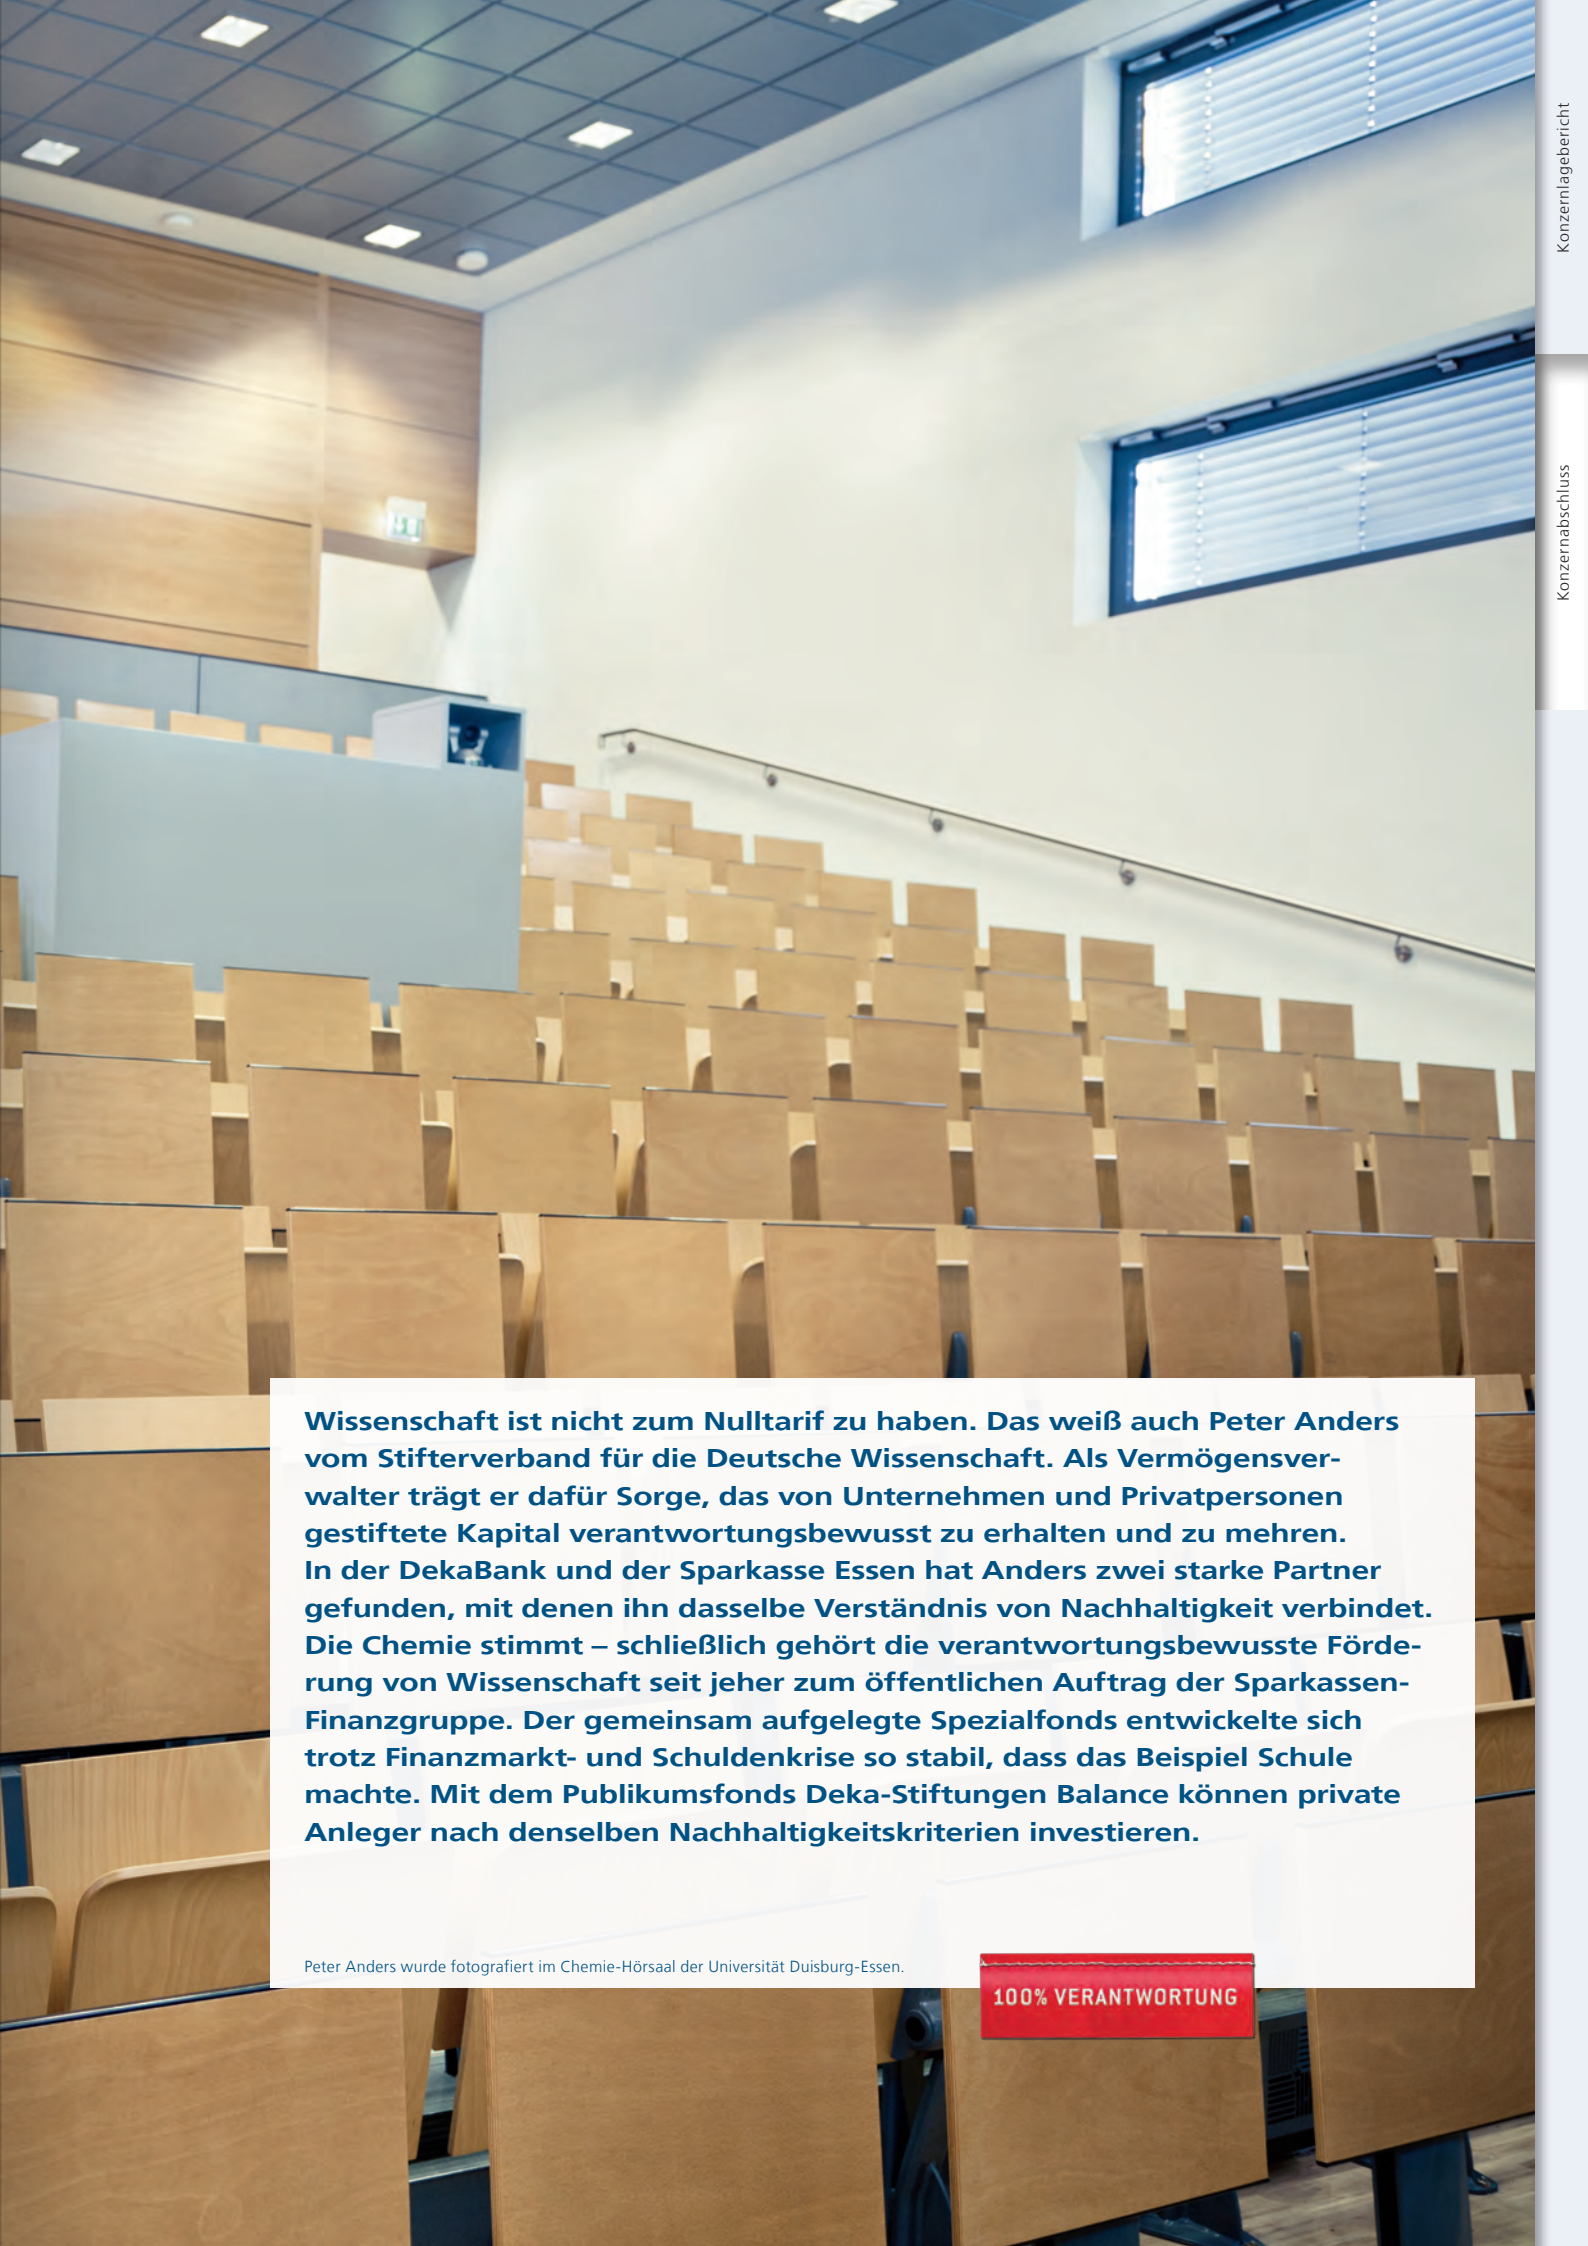 Konzernlagebericht
Konzernabschluss
Wissenschaft ist nicht zum Nulltarif zu haben. Das weiß auch Peter Anders
vom Stifterverband für die Deutsche Wissenschaft. Als Vermögensver-
walter trägt er dafür Sorge, das von Unternehmen und Privatpersonen
gestiftete Kapital verantwortungsbewusst zu erhalten und zu mehren.
In der DekaBank und der Sparkasse Essen hat Anders zwei starke Partner
gefunden, mit denen ihn dasselbe Verständnis von Nachhaltigkeit verbindet.
Die Chemie stimmt – schließlich gehört die verantwortungsbewusste Förde-
rung von Wissenschaft seit jeher zum öffentlichen Auftrag der Sparkassen-
Finanzgruppe. Der gemeinsam aufgelegte Spezialfonds entwickelte sich
trotz Finanzmarkt- und Schuldenkrise so stabil, dass das Beispiel Schule
machte. Mit dem Publikumsfonds Deka-Stiftungen Balance können private
Anleger nach denselben Nachhaltigkeitskriterien investieren.
Peter Anders wurde fotografiert im Chemie-Hörsaal der Universität Duisburg-Essen.
100% VERANTWORTUNG